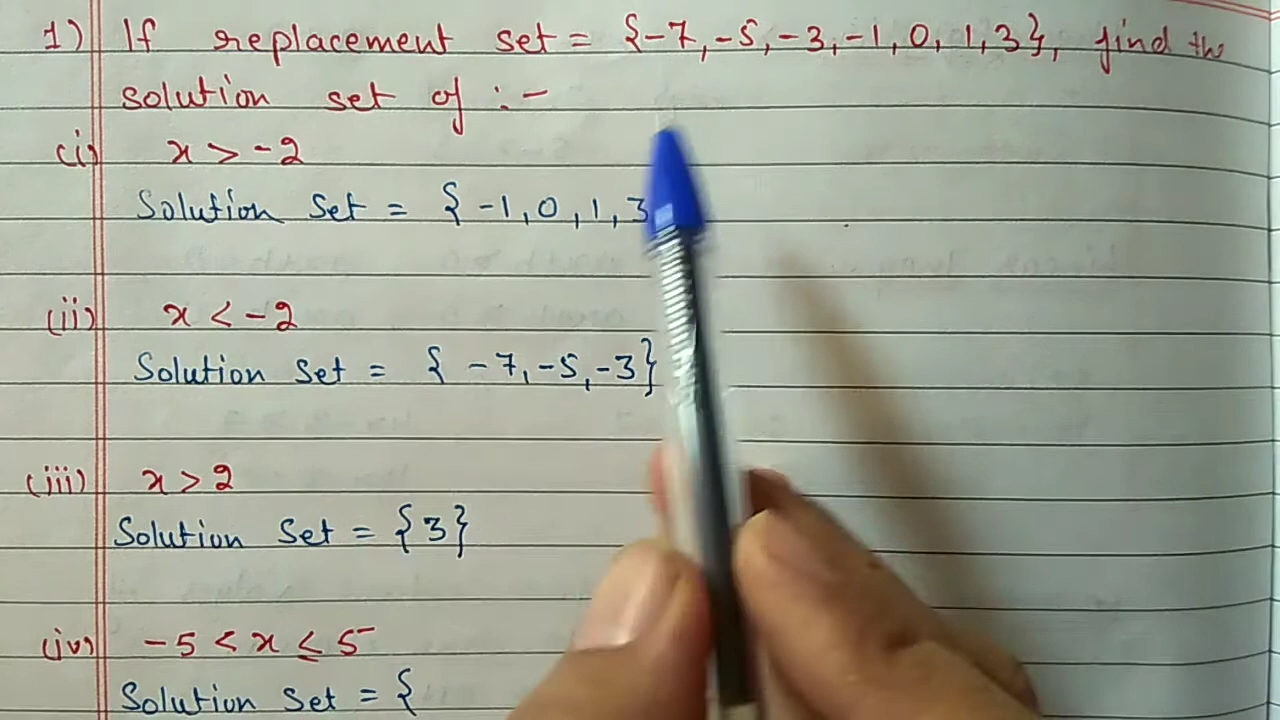 1) If replacement set = {-7, -5, -3, -1, 0, 1, 3}, find the
solution set of :-
(i) x > -2
Solution Set = { -1, 0, 1, 3
(ii) x < -2
Solution Set = { -7, -5, -3}
(iii) x > 2
Solution Set = {3}
(iv) -5 < x ≤ 5
Solution Set = {